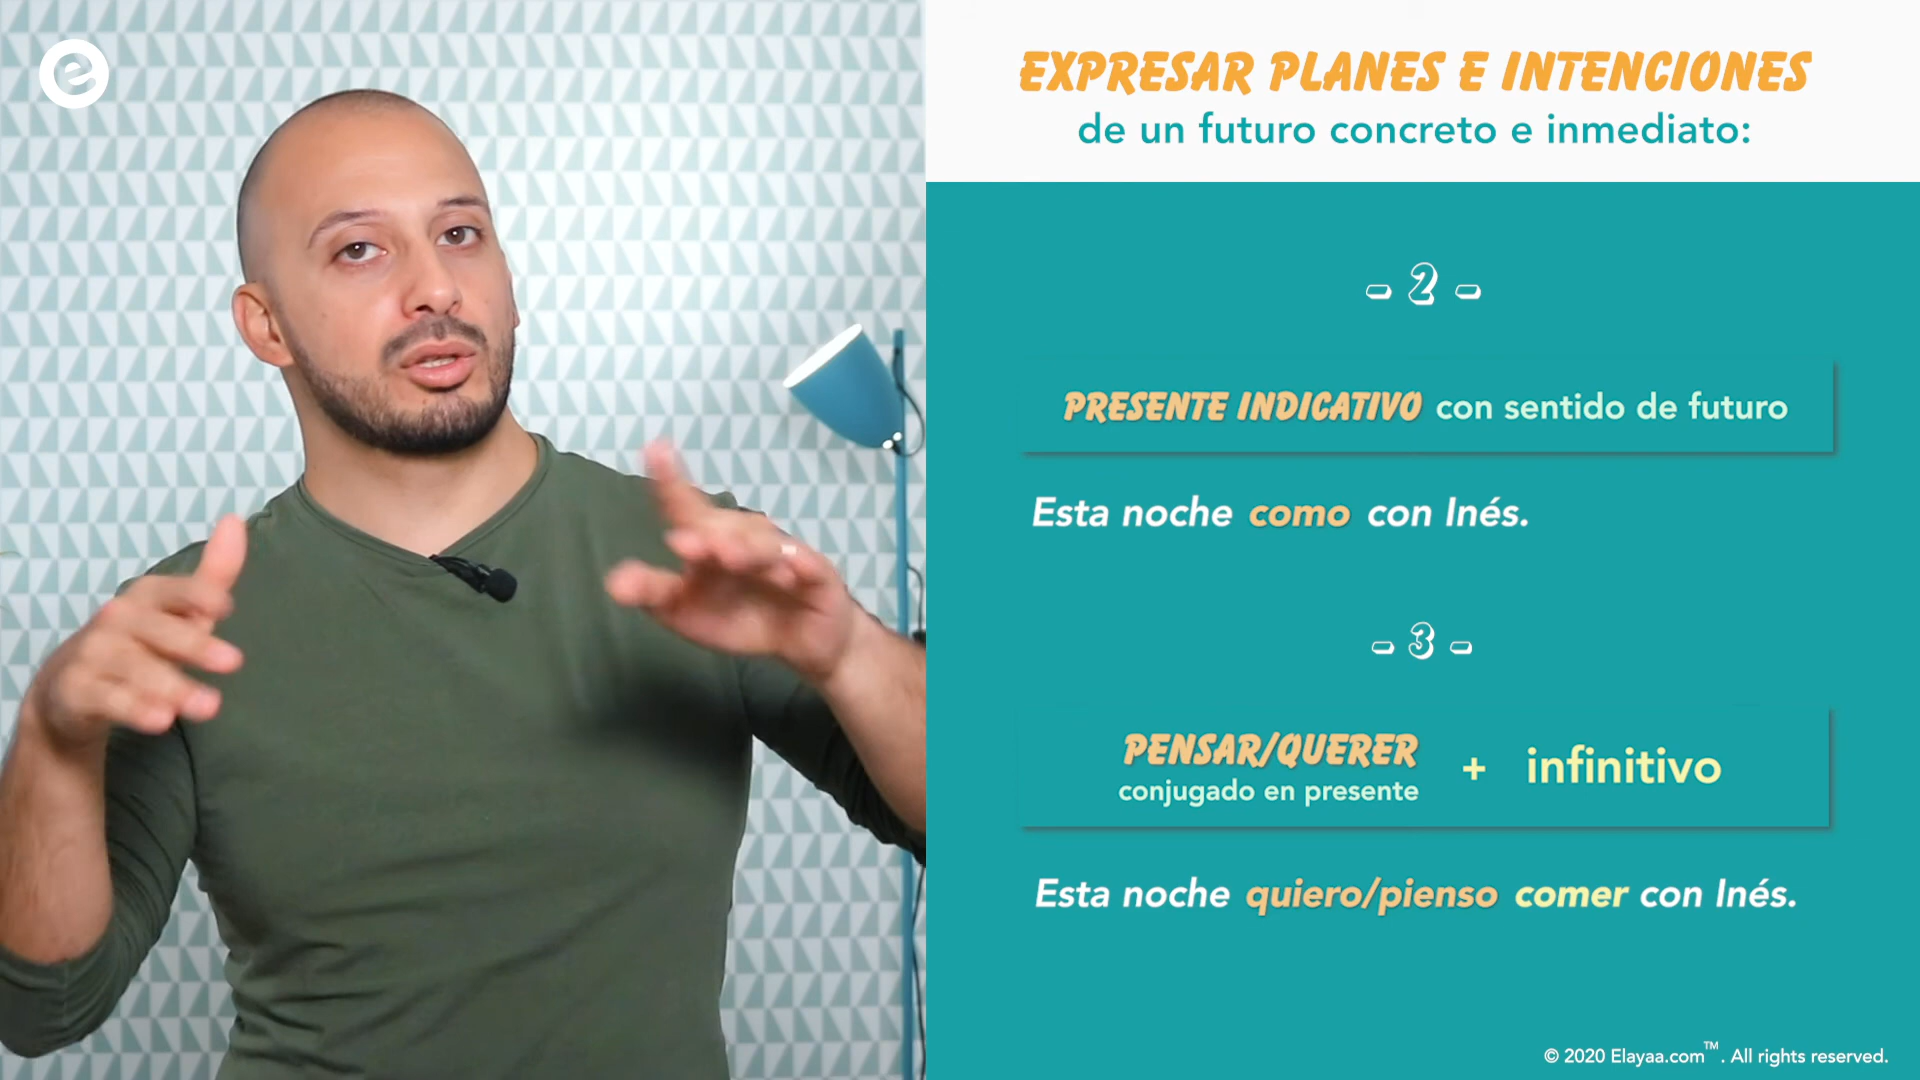 e
EXPRESAR PLANES E INTENCIONES
de un futuro concreto e inmediato:
- 2 -
PRESENTE INDICATIVO con sentido de futuro
Esta noche como con Inés.
- 3 -
PENSAR/QUERER + infinitivo
conjugado en presente
Esta noche quiero/pienso comer con Inés.
© 2020 Elayaa.com™. All rights reserved.